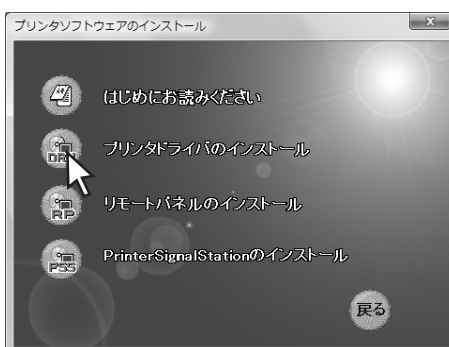 プリンタソフトウェアのインストール
x
はじめにお読みください
DRV
プリンタドライバのインストール
RP
リモートパネルのインストール
PSS
PrinterSignalStationのインストール
戻る